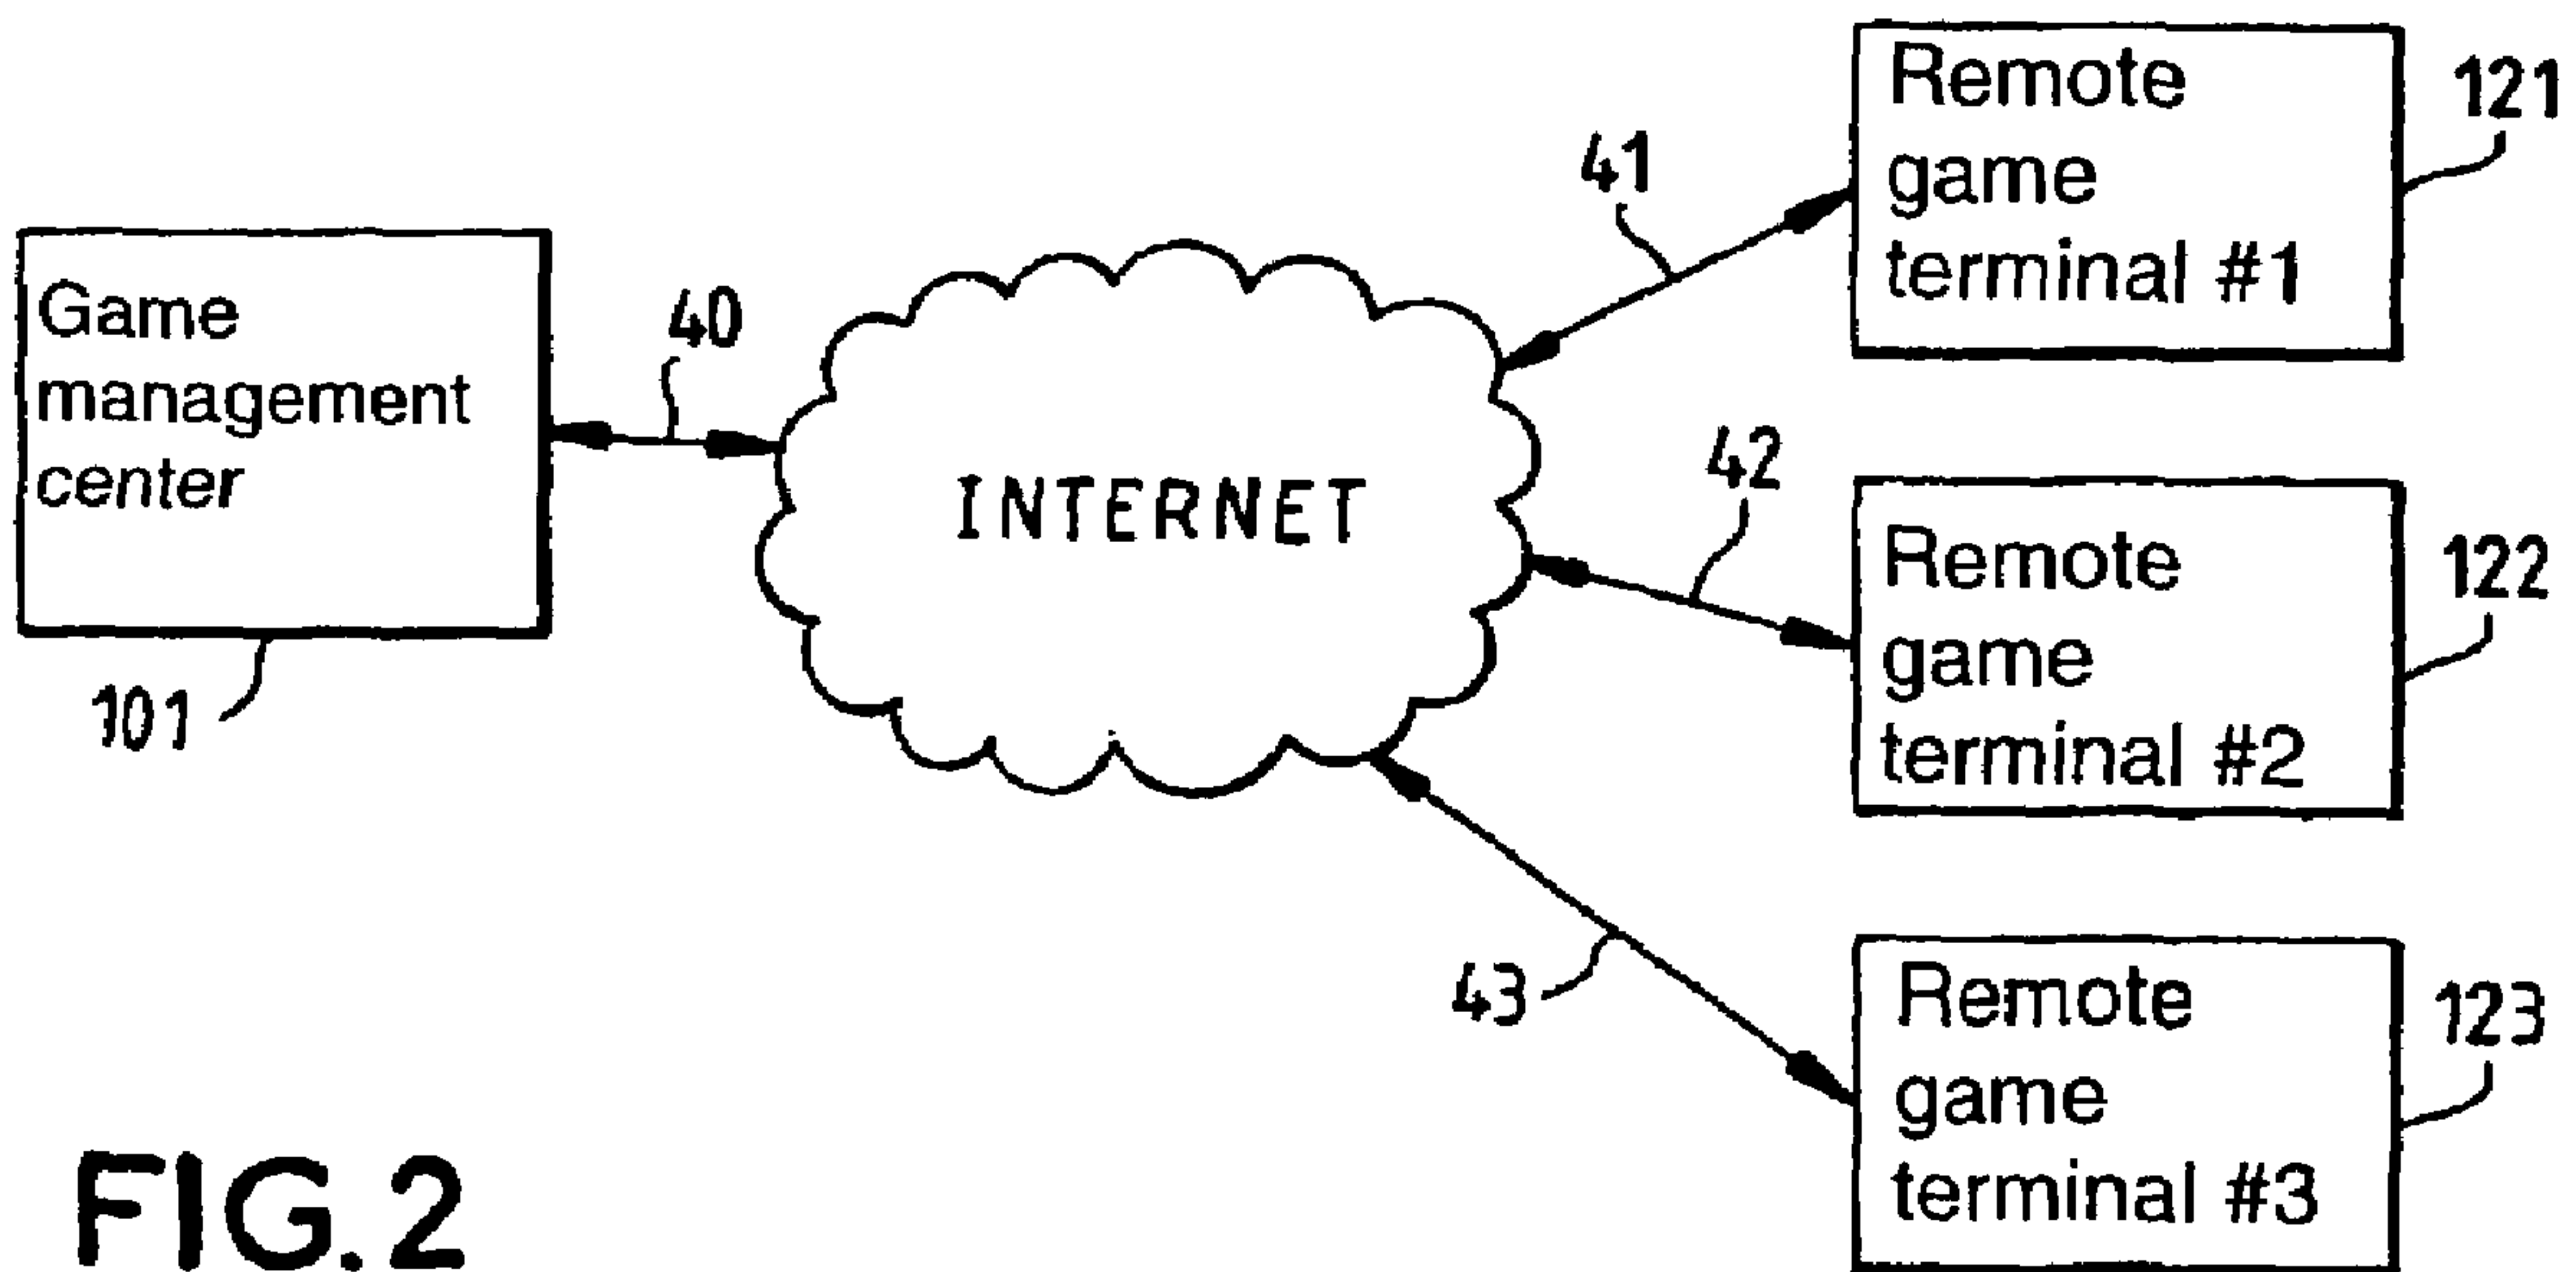 Game
management
center
101
40
INTERNET
41
42
43
Remote
game
terminal #1
121
Remote
game
terminal #2
122
Remote
game
terminal #3
123
FIG.2